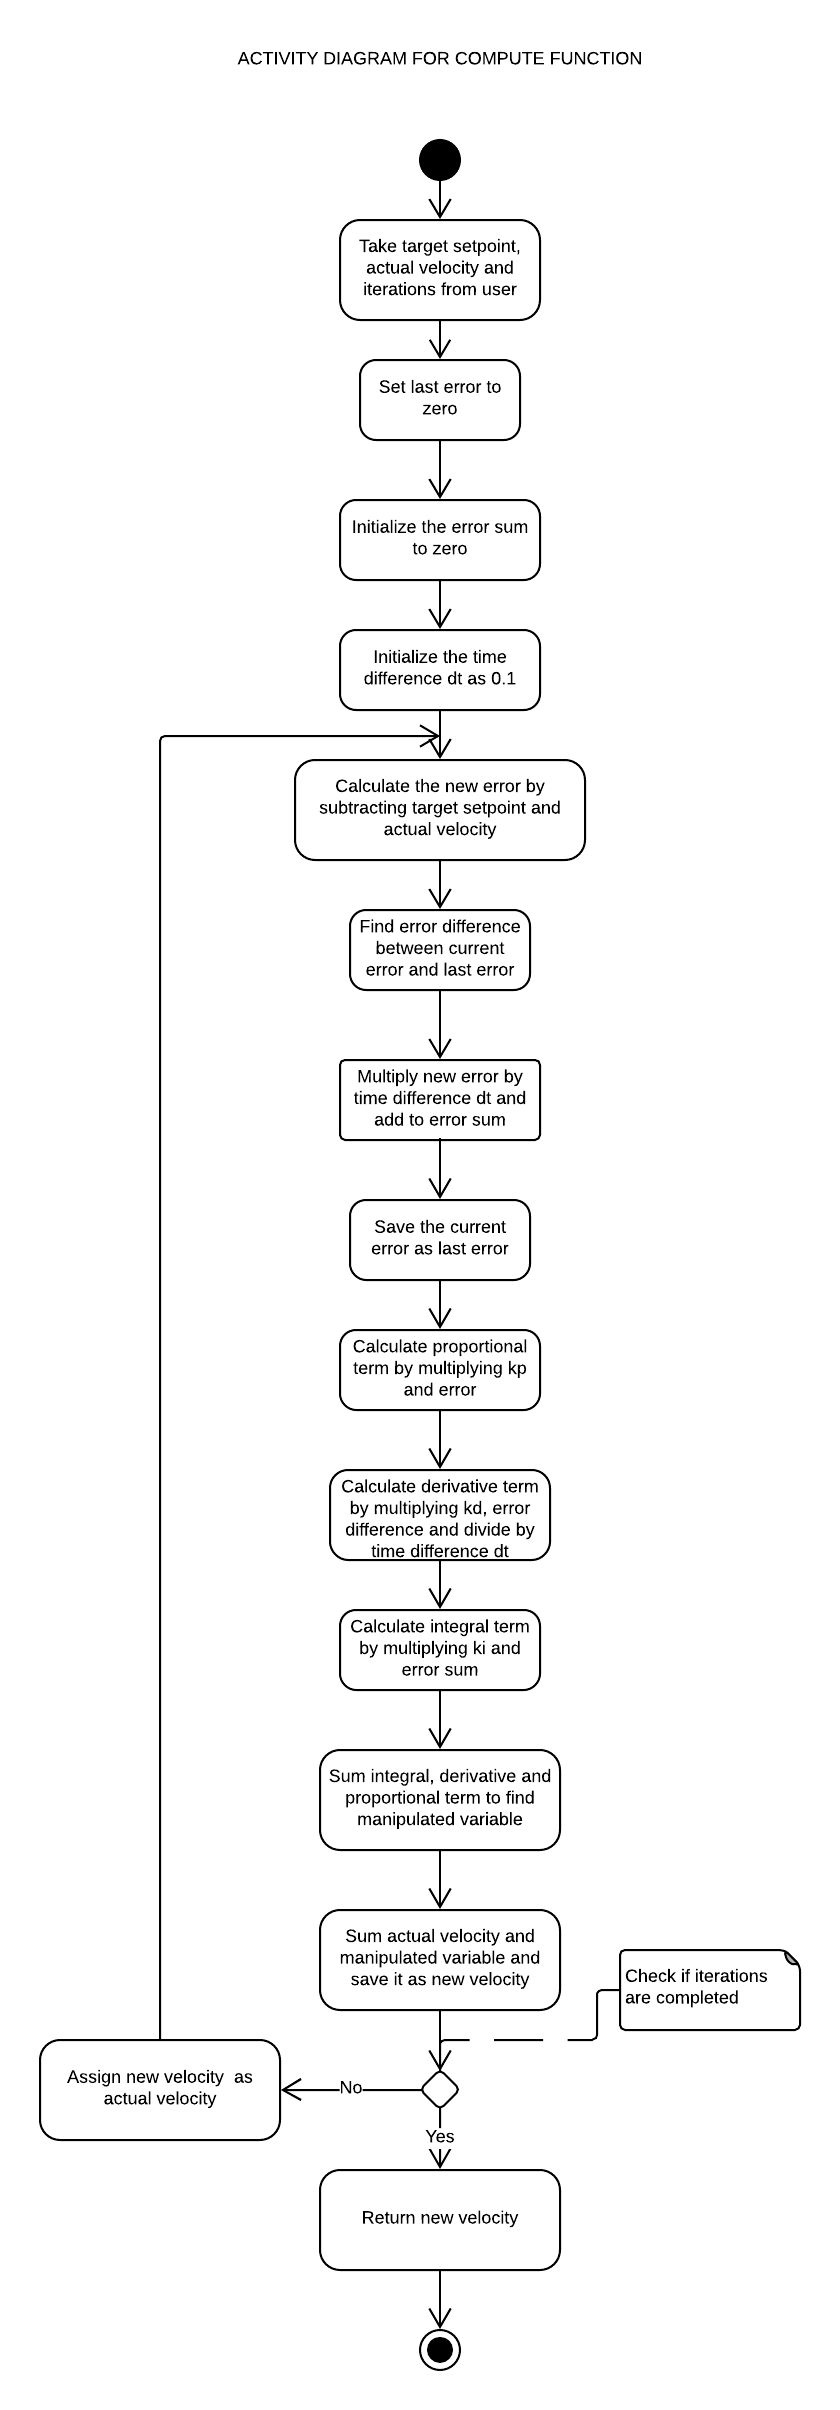 ACTIVITY DIAGRAM FOR COMPUTE FUNCTION
Take target setpoint,
actual velocity and
iterations from user
Set last error to
zero
Initialize the error sum
to zero
Initialize the time
difference dt as 0.1
Calculate the new error by
subtracting target setpoint and
actual velocity
Find error difference
between current
error and last error
Multiply new error by
time difference dt and
add to error sum
Save the current
error as last error
Calculate proportional
term by multiplying kp
and error
Calculate derivative term
by multiplying kd, error
difference and divide by
time difference dt
Calculate integral term
by multiplying ki and
error sum
Sum integral, derivative and
proportional term to find
manipulated variable
Sum actual velocity and
manipulated variable and
save it as new velocity
Check if iterations
are completed
Assign new velocity  as
actual velocity
No
Yes
Return new velocity